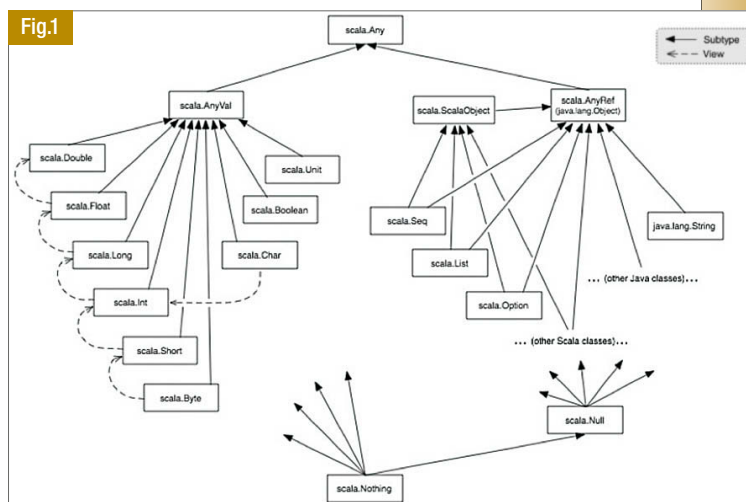 Fig.1
scala.Any
Subtype
View
scala.AnyVal
scala.ScalaObject
scala.AnyRef
(java.lang.Object)
scala.Double
scala.Unit
scala.Float
scala.Boolean
scala.Seq
java.lang.String
scala.Long
scala.Char
scala.List
... (other Java classes)...
scala.Int
scala.Option
... (other Scala classes)...
scala.Short
scala.Byte
scala.Null
scala.Nothing